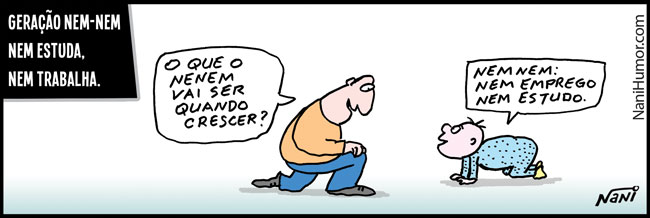 GERAÇÃO NEM-NEM
NEM ESTUDA,
NEM TRABALHA.
O QUE O
NENEM
VAI SER
QUANDO
CRESCER?
NEM NEM:
NEM EMPREGO
NEM ESTUDO.
NaniHumor.com
Nani